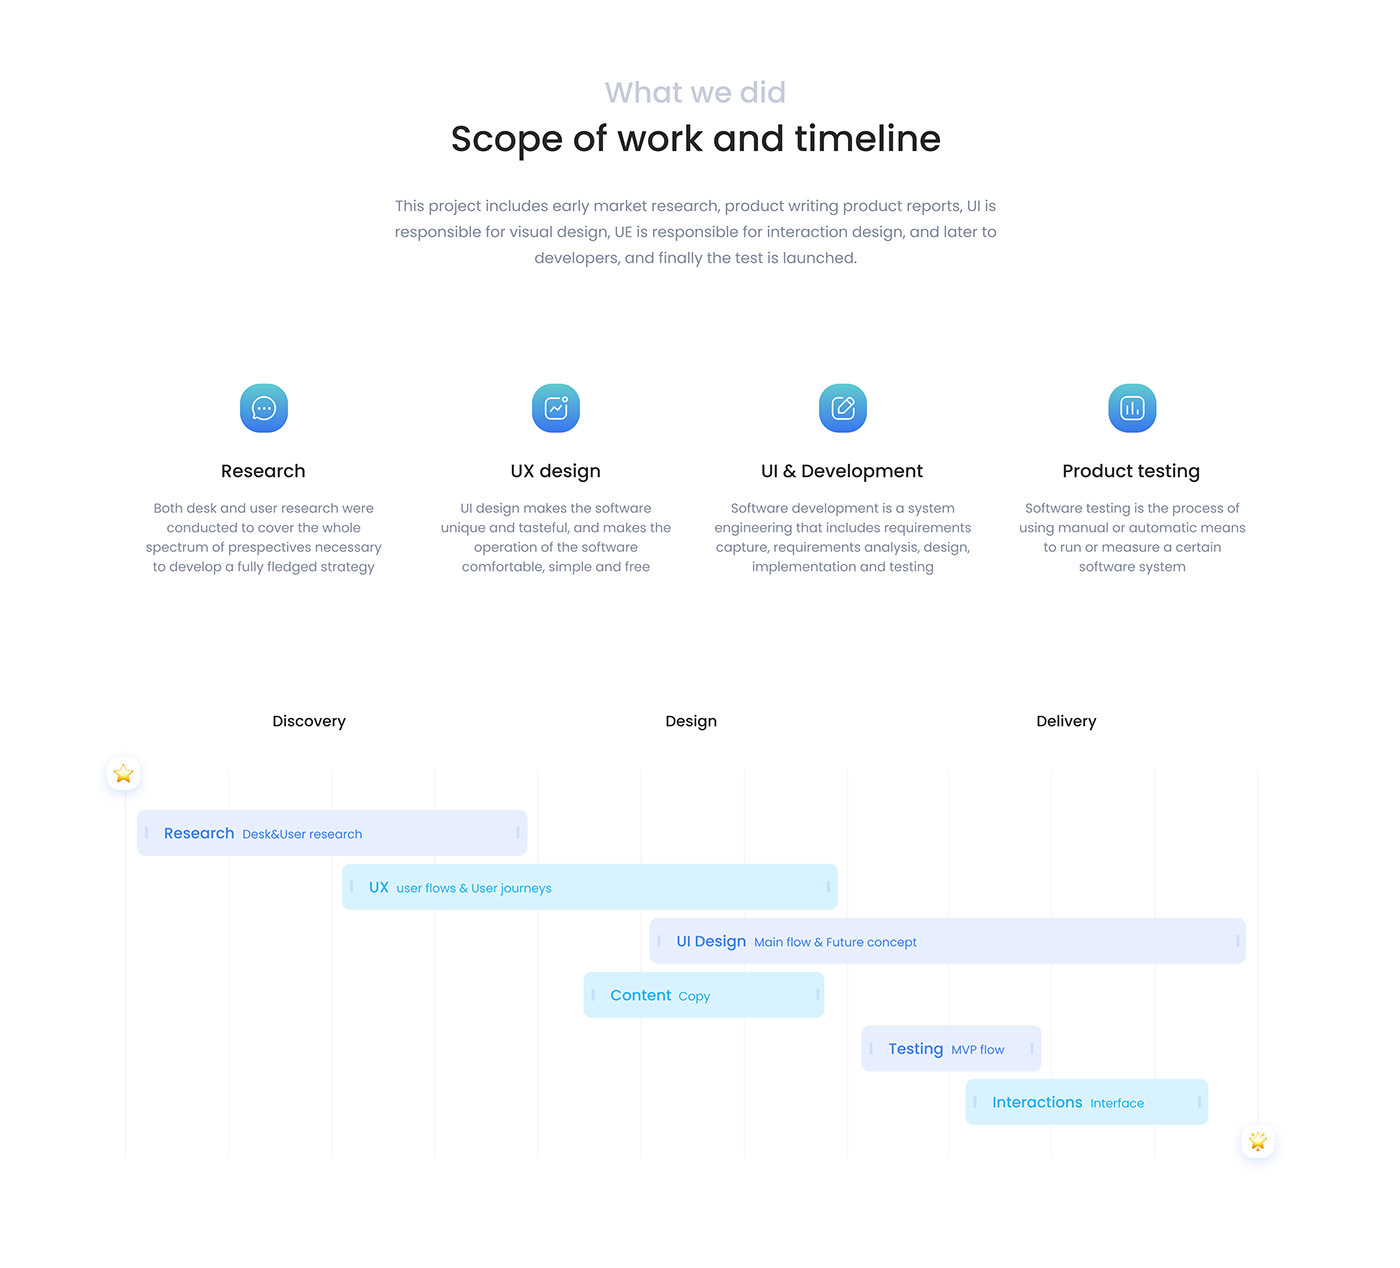 What we did
Scope of work and timeline
This project includes early market research, product writing product reports, UI is
responsible for visual design, UE is responsible for interaction design, and later to
developers, and finally the test is launched.
Research
Both desk and user research were
conducted to cover the whole
spectrum of prespectives necessary
to develop a fully fledged strategy
UX design
UI design makes the software
unique and tasteful, and makes the
operation of the software
comfortable, simple and free
UI & Development
Software development is a system
engineering that includes requirements
capture, requirements analysis, design,
implementation and testing
Product testing
Software testing is the process of
using manual or automatic means
to run or measure a certain
software system
Discovery
Design
Delivery
Research Desk&User research
UX user flows & User journeys
UI Design Main flow & Future concept
Content Copy
Testing MVP flow
Interactions Interface